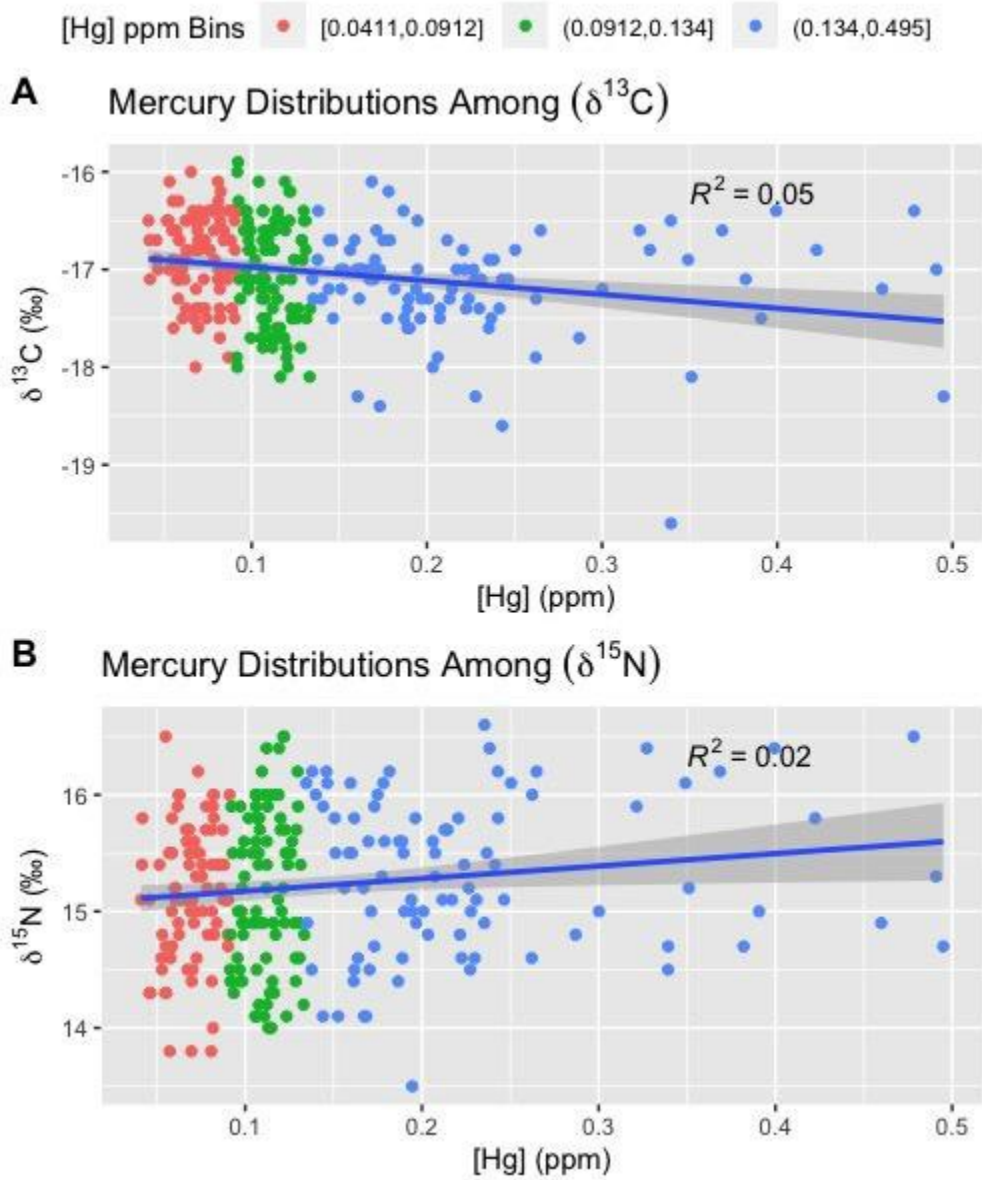 [Hg] ppm Bins [0.0411,0.0912] (0.0912,0.134] (0.134,0.495]
A
Mercury Distributions Among (δ¹³C)
R² = 0.05
-16
-17
-18
-19
δ¹³C (‰)
0.1 0.2 0.3 0.4 0.5
[Hg] (ppm)
B
Mercury Distributions Among (δ¹⁵N)
R² = 0.02
16
15
14
δ¹⁵N (‰)
0.1 0.2 0.3 0.4 0.5
[Hg] (ppm)